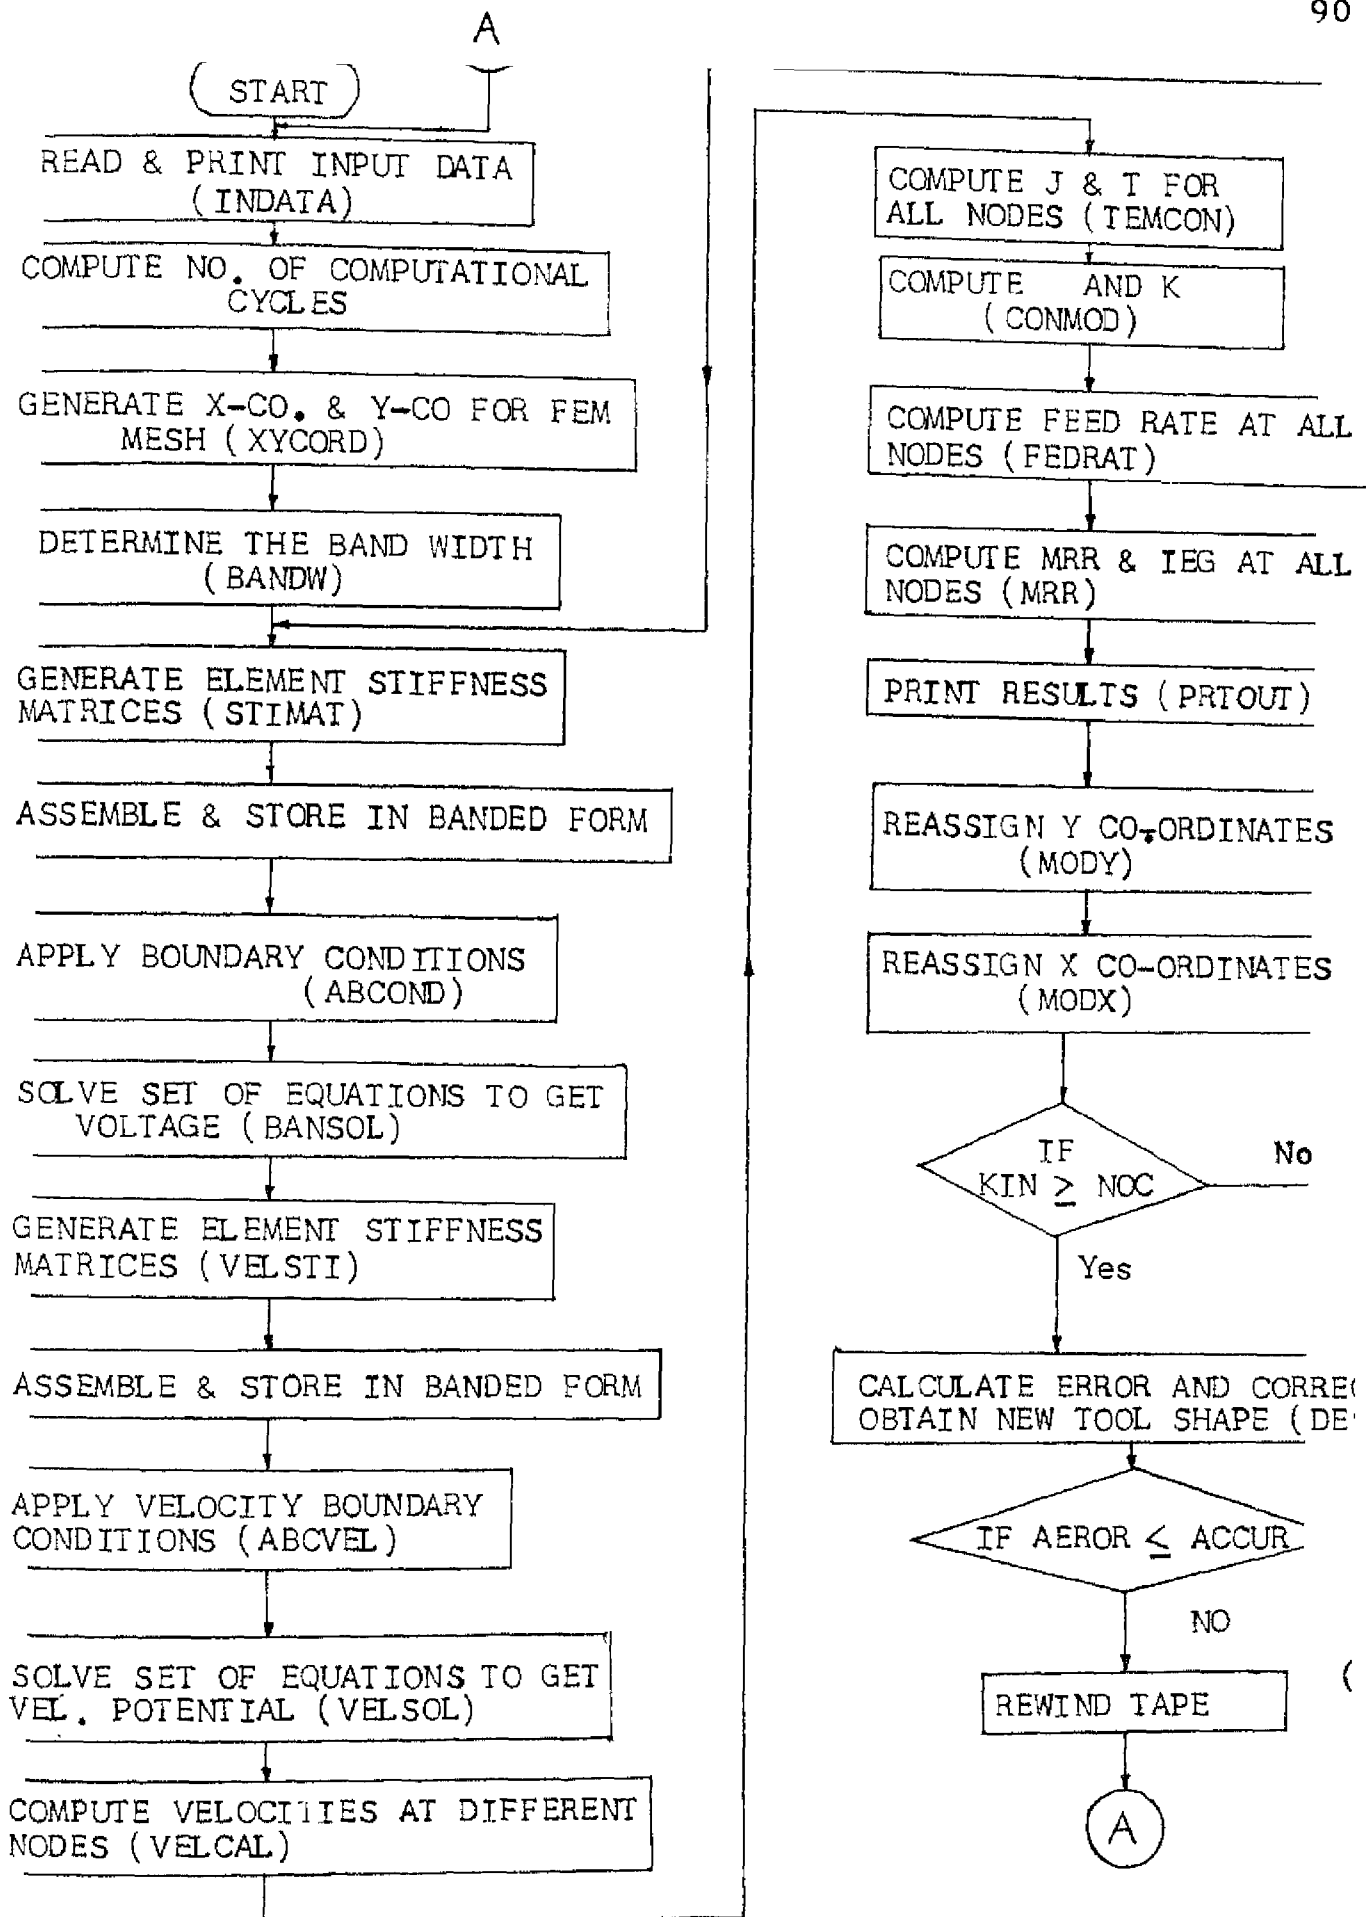 90
A
START
READ & PRINT INPUT DATA
(INDATA)
COMPUTE NO. OF COMPUTATIONAL
CYCLES
GENERATE X-CO. & Y-CO FOR FEM
MESH (XYCORD)
DETERMINE THE BAND WIDTH
(BANDW)
GENERATE ELEMENT STIFFNESS
MATRICES (STIMAT)
ASSEMBLE & STORE IN BANDED FORM
APPLY BOUNDARY CONDITIONS
(ABCOND)
SOLVE SET OF EQUATIONS TO GET
VOLTAGE (BANSOL)
GENERATE ELEMENT STIFFNESS
MATRICES (VELSTI)
ASSEMBLE & STORE IN BANDED FORM
APPLY VELOCITY BOUNDARY
CONDITIONS (ABCVEL)
SOLVE SET OF EQUATIONS TO GET
VEL. POTENTIAL (VELSOL)
COMPUTE VELOCITIES AT DIFFERENT
NODES (VELCAL)
COMPUTE J & T FOR
ALL NODES (TEMCON)
COMPUTE AND K
(CONMOD)
COMPUTE FEED RATE AT ALL
NODES (FEDRAT)
COMPUTE MRR & IEG AT ALL
NODES (MRR)
PRINT RESULTS (PRTOUT)
REASSIGN Y CO-ORDINATES
(MODY)
REASSIGN X CO-ORDINATES
(MODX)
IF
KIN ≥ NOC
No
Yes
CALCULATE ERROR AND
OBTAIN NEW TOOL SHAPE
IF AEROR ≤ ACCUR
NO
REWIND TAPE
A